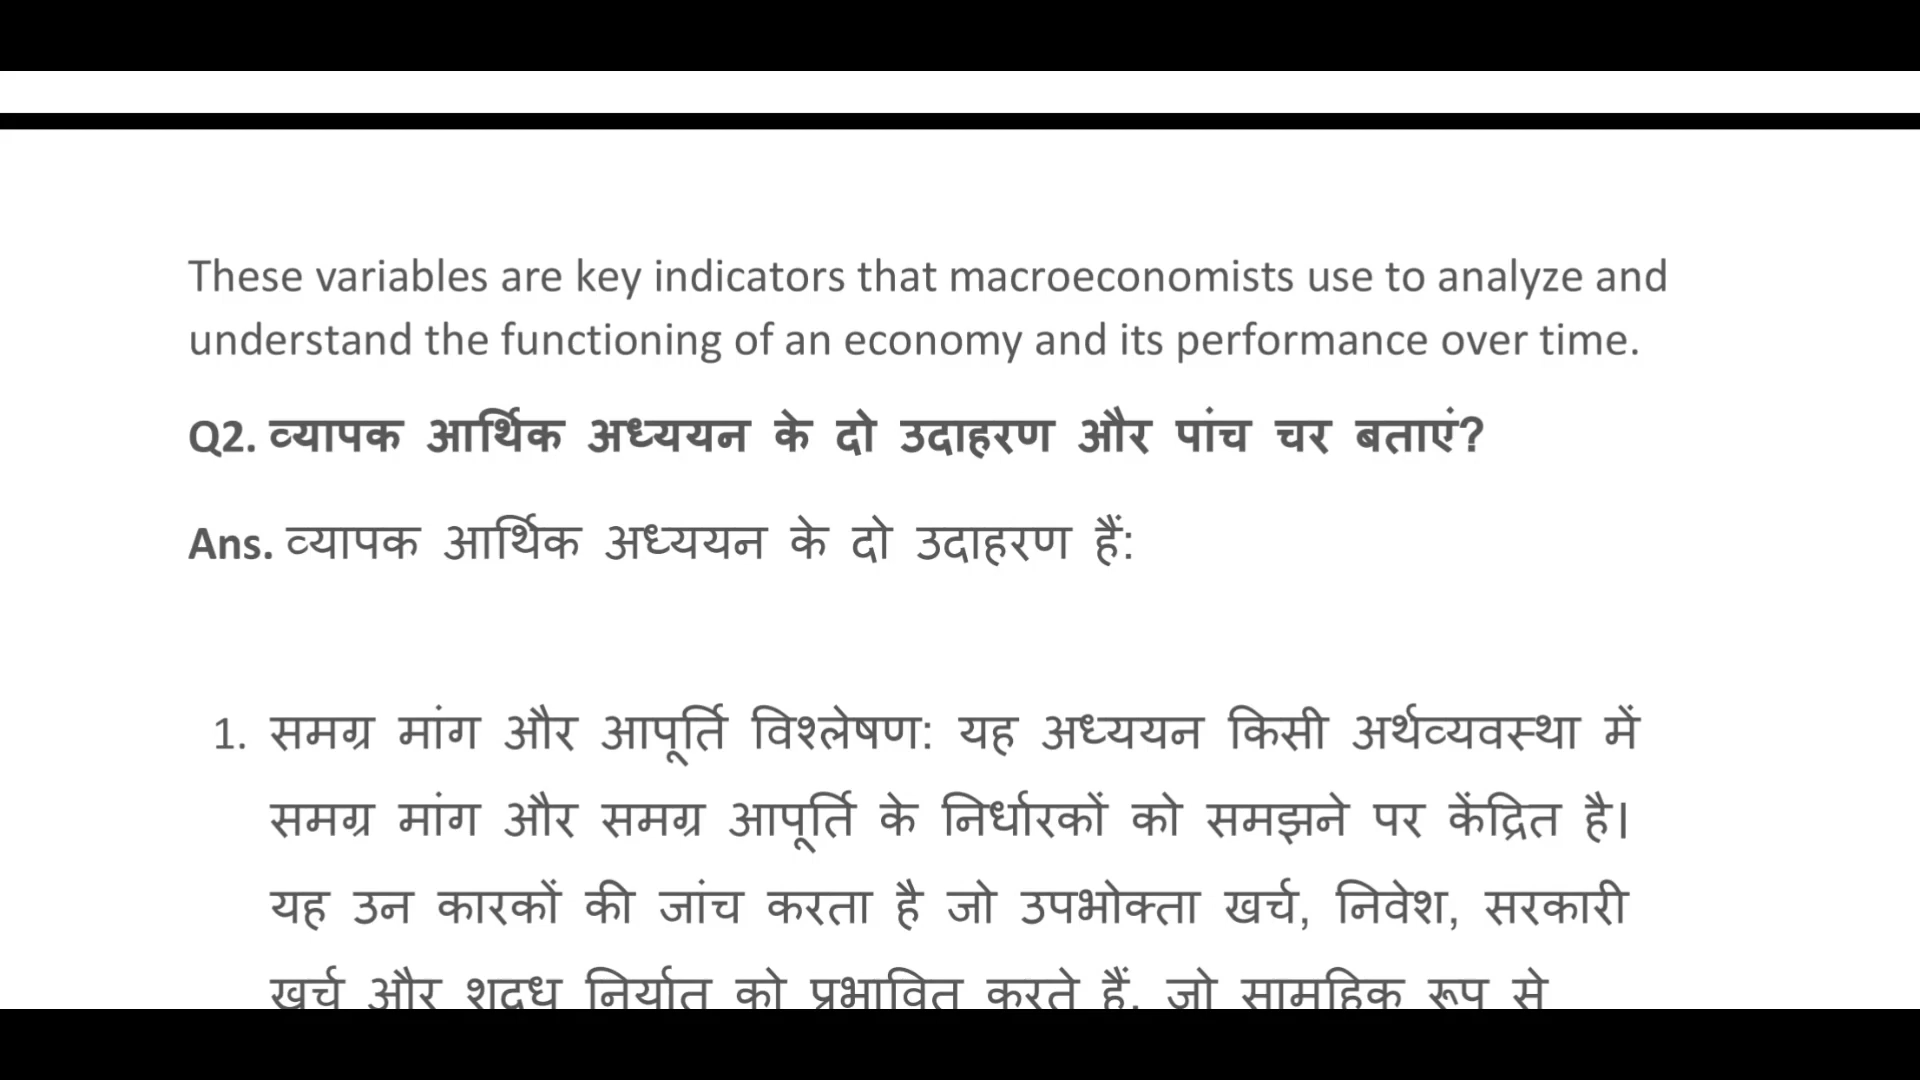 These variables are key indicators that macroeconomists use to analyze and
understand the functioning of an economy and its performance over time.
Q2. व्यापक आर्थिक अध्ययन के दो उदाहरण और पांच चर बताएं?
Ans. व्यापक आर्थिक अध्ययन के दो उदाहरण हैं:
1. समग्र मांग और आपूर्ति विश्लेषण: यह अध्ययन किसी अर्थव्यवस्था में
समग्र मांग और समग्र आपूर्ति के निर्धारकों को समझने पर केंद्रित है।
यह उन कारकों की जांच करता है जो उपभोक्ता खर्च, निवेश, सरकारी
खर्च और शुद्ध निर्यात को प्रभावित करते हैं, जो सामूहिक रूप से